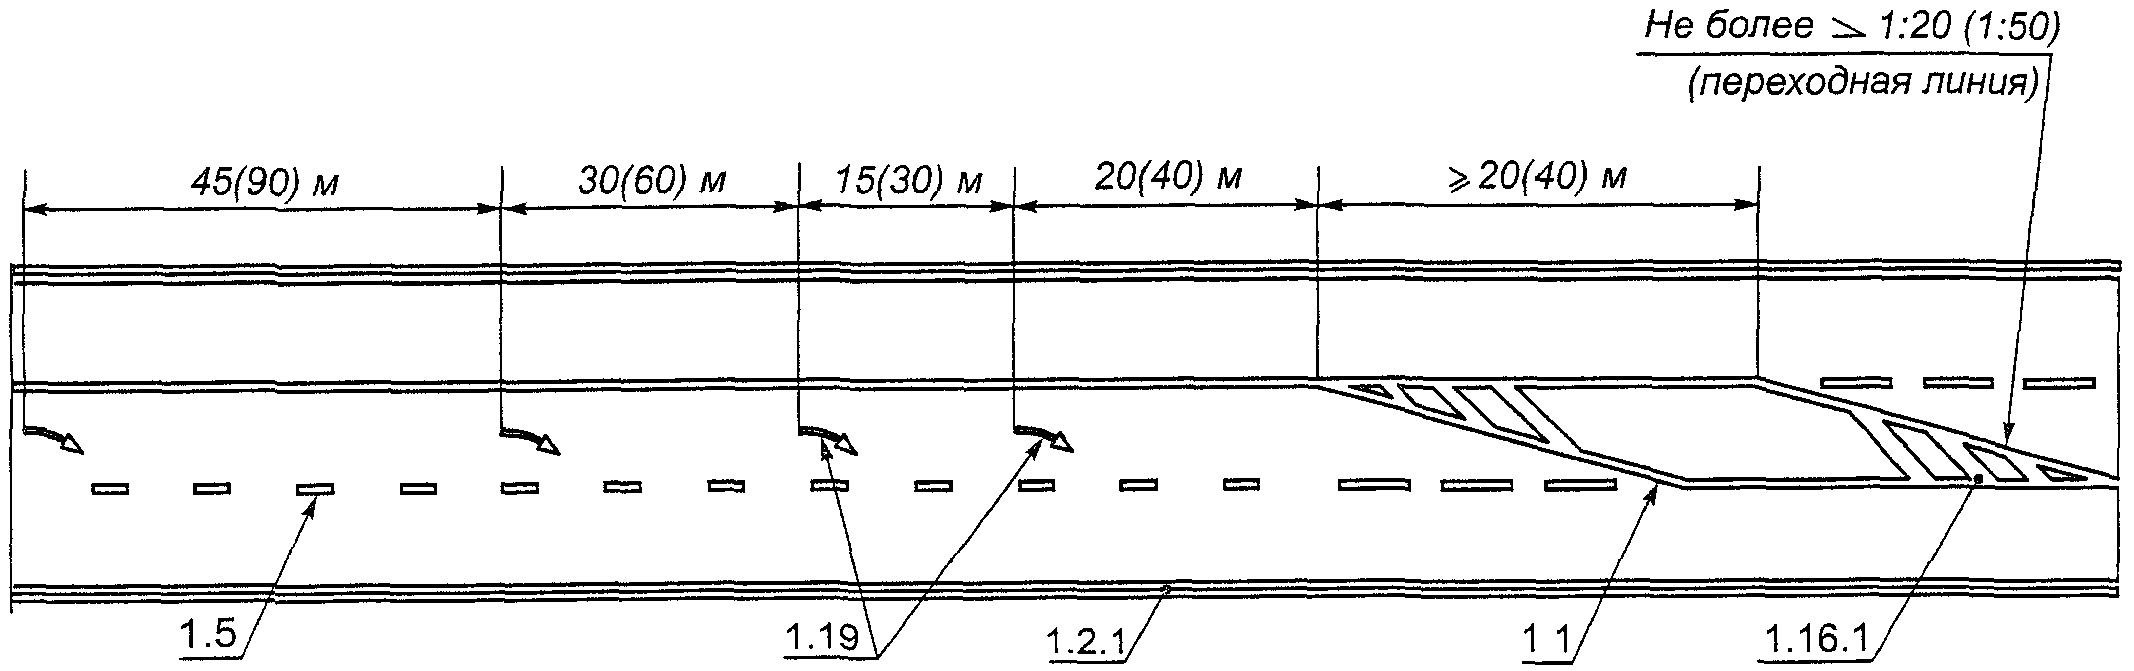 Не более > 1:20 (1:50)
(переходная линия)
45(90) м
30(60) м
15(30) м
20(40) м
⩾20(40) м
1.5
1.19
1.2.1
1 1
1.16.1